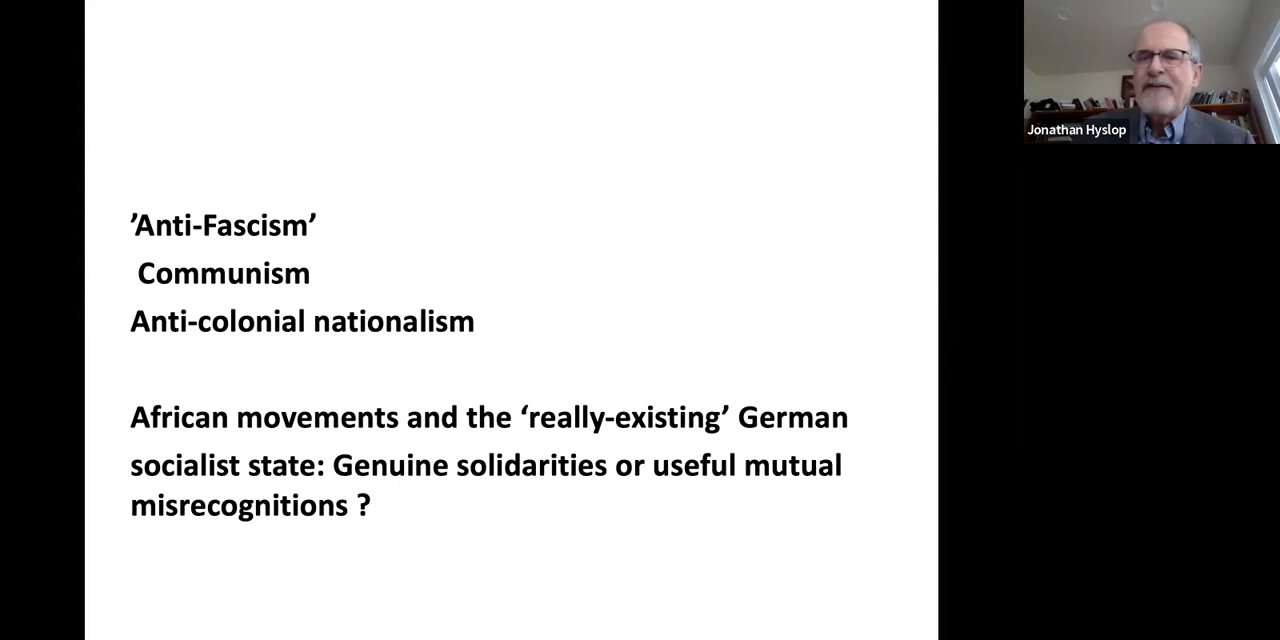 ’Anti-Fascism’
Communism
Anti-colonial nationalism
African movements and the ‘really-existing’ German
socialist state: Genuine solidarities or useful mutual
misrecognitions ?
Jonathan Hyslop